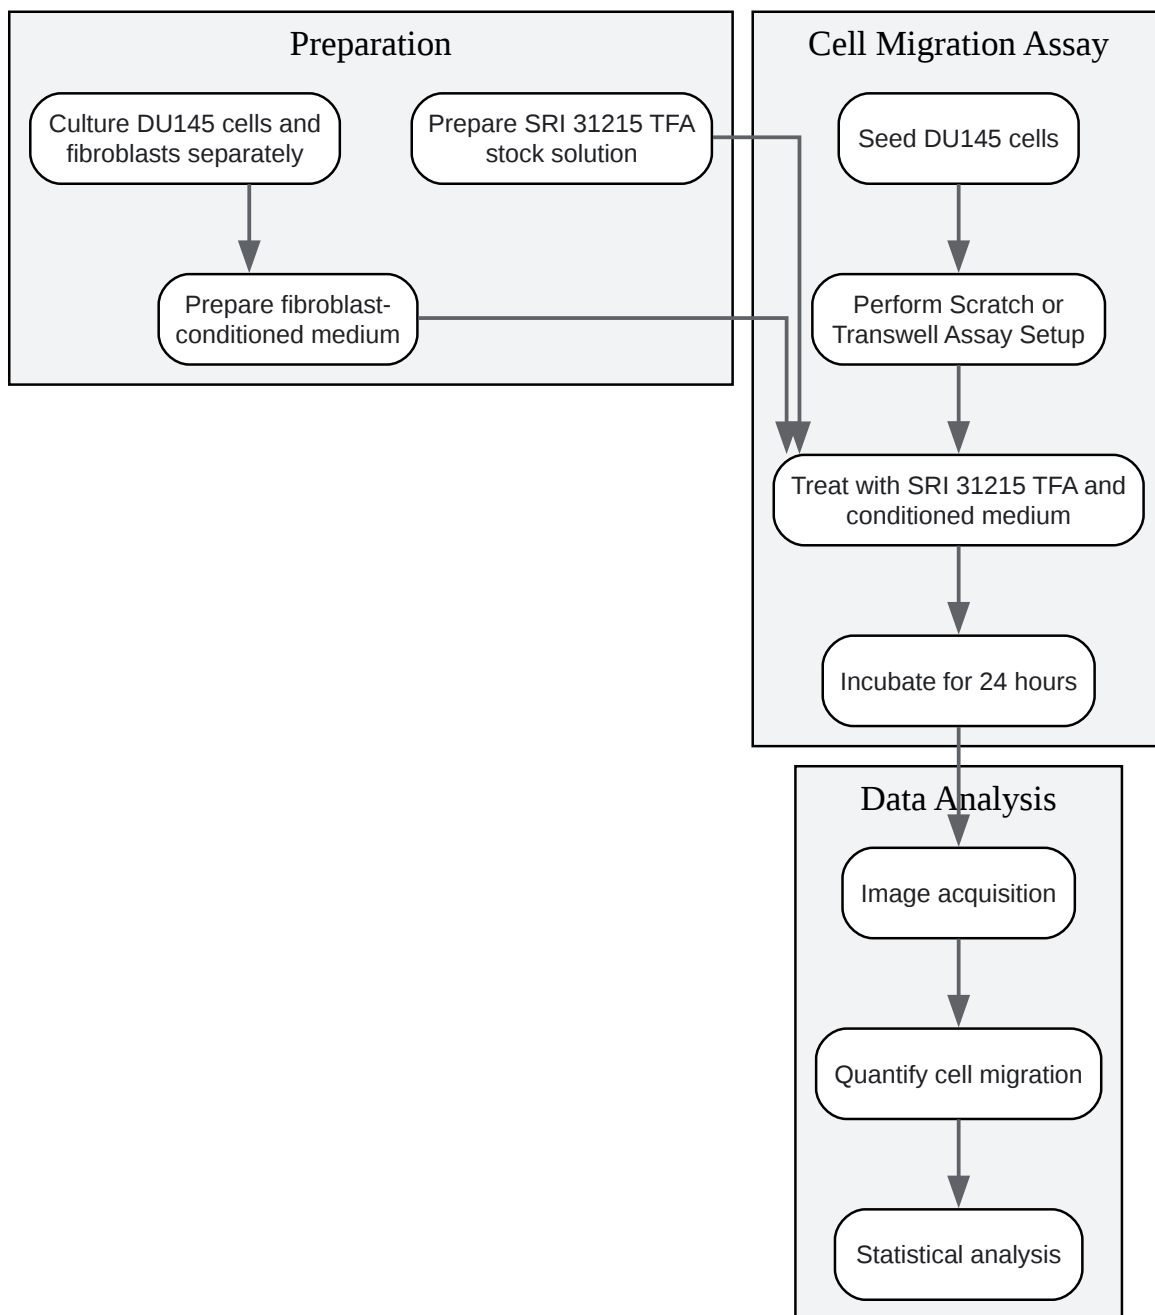 Preparation
Culture DU145 cells and
fibroblasts separately
Prepare SRI 31215 TFA
stock solution
Prepare fibroblast-
conditioned medium
Cell Migration Assay
Seed DU145 cells
Perform Scratch or
Transwell Assay Setup
Treat with SRI 31215 TFA and
conditioned medium
Incubate for 24 hours
Data Analysis
Image acquisition
Quantify cell migration
Statistical analysis